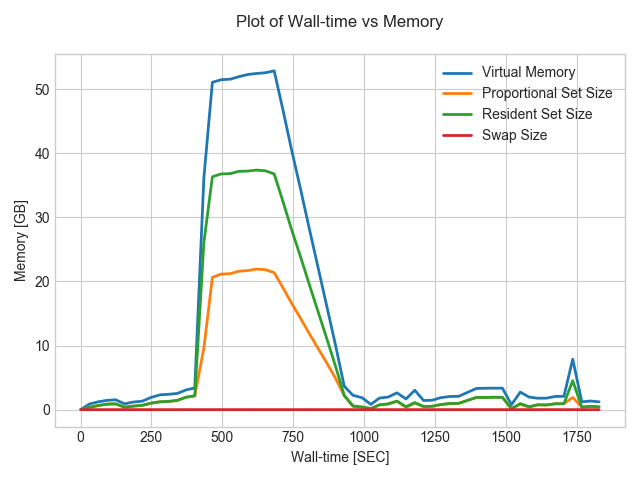 Plot of Wall-time vs Memory
Virtual Memory
Proportional Set Size
Resident Set Size
Swap Size
Memory [GB]
50
40
30
20
10
0
0 250 500 750 1000 1250 1500 1750
Wall-time [SEC]